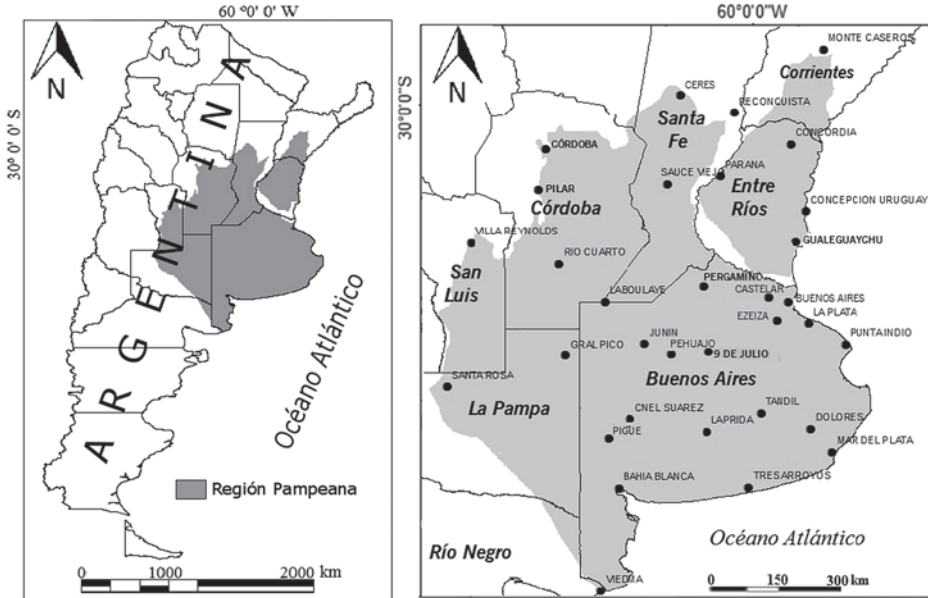 60º0' 0' W
30º 0' 0' S
N
ARGENTINA
Océano Atlántico
Región Pampeana
0 1000 2000 km
60°0'0"W
30°0'0"S
N
MONTE CASEROS
Corrientes
CERES
RECONQUISTA
Santa
Fe
CONCORDIA
CÓRDOBA
SAUCE VIEJO
PARANA
PILAR
Córdoba
Entre
Ríos
CONCEPCION URUGUAY
VILLA REYNOLDS
GUALEGUAYCHU
RIO CUARTO
San
Luis
PERGAMINO
CASTELAR
LABOULAYE
BUENOS AIRES
EZEIZA
LA PLATA
JUNIN
PUNTA INDIO
GRAL PICO
PEHUAJO
9 DE JULIO
SANTA ROSA
Buenos Aires
La Pampa
CNEL SUAREZ
LAPRIDA
TANDIL
DOLORES
PIGUE
MAR DEL PLATA
BAHIA BLANCA
TRES ARROYOS
Río Negro
Océano Atlántico
VIEDMA
0 150 300 km